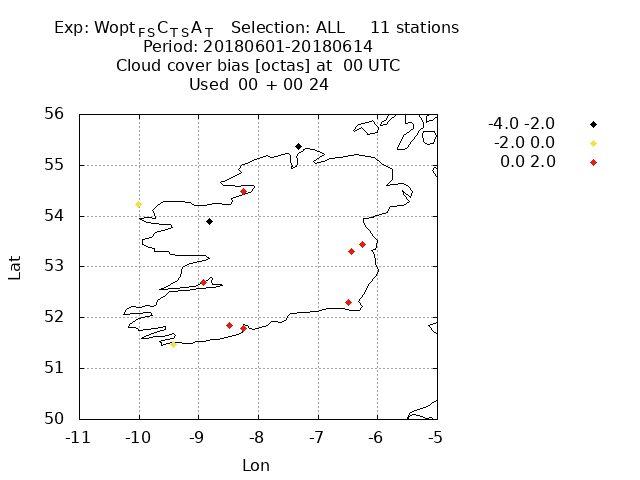 Exp: Wopt FS C T S A T Selection: ALL 11 stations
Period: 20180601-20180614
Cloud cover bias [octas] at 00 UTC
Used 00 + 00 24
-4.0 -2.0
-2.0 0.0
0.0 2.0
56
55
54
53
52
51
50
Lat
-11 -10 -9 -8 -7 -6 -5
Lon